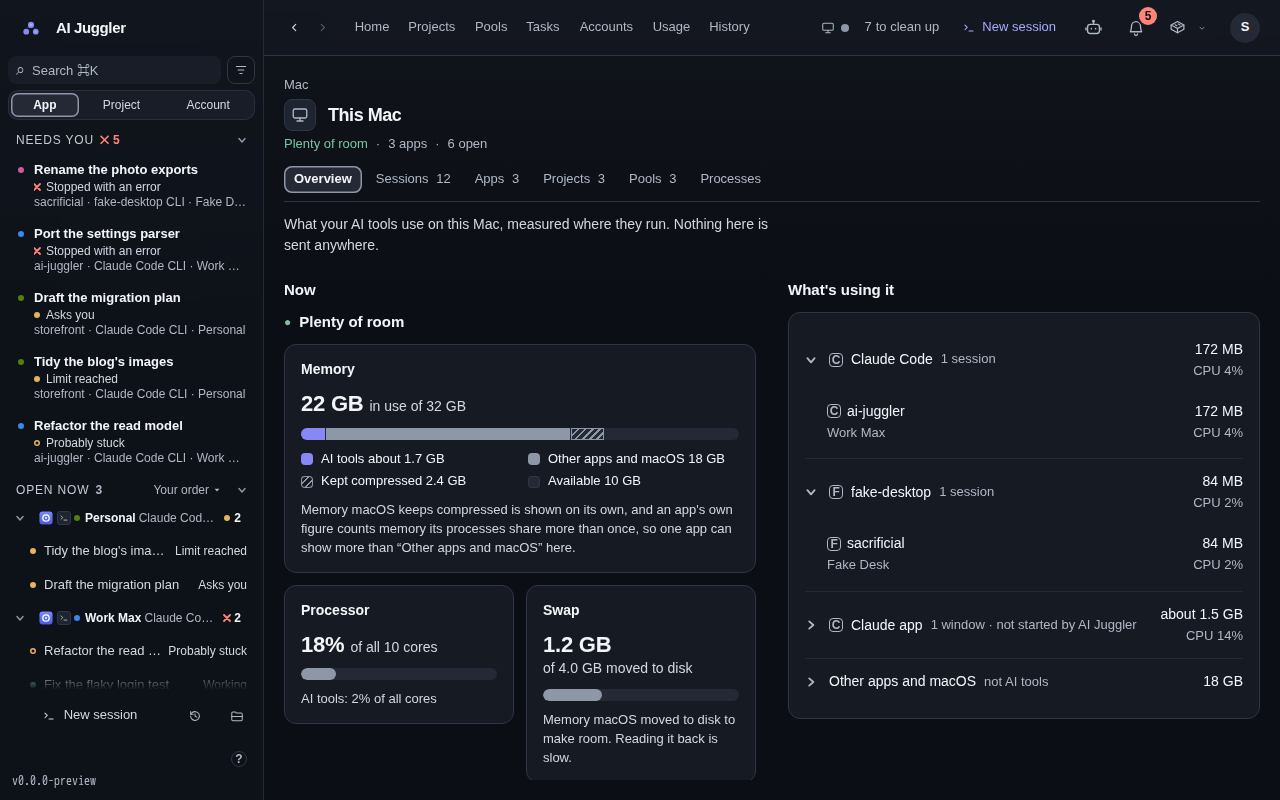 AI Juggler
Search ⌘K
App Project Account
NEEDS YOU 5
Rename the photo exports
Stopped with an error
sacrificial · fake-desktop CLI · Fake D…
Port the settings parser
Stopped with an error
ai-juggler · Claude Code CLI · Work …
Draft the migration plan
Asks you
storefront · Claude Code CLI · Personal
Tidy the blog's images
Limit reached
storefront · Claude Code CLI · Personal
Refactor the read model
Probably stuck
ai-juggler · Claude Code CLI · Work …
OPEN NOW 3 Your order
Personal Claude Cod… 2
Tidy the blog's ima… Limit reached
Draft the migration plan Asks you
Work Max Claude Co… 2
Refactor the read … Probably stuck
Fix the flaky login test Working
New session
?
v0.0.0-preview
Home Projects Pools Tasks Accounts Usage History
7 to clean up
New session
5
S
Mac
This Mac
Plenty of room · 3 apps · 6 open
Overview Sessions 12 Apps 3 Projects 3 Pools 3 Processes
What your AI tools use on this Mac, measured where they run. Nothing here is
sent anywhere.
Now
Plenty of room
Memory
22 GB in use of 32 GB
AI tools about 1.7 GB Other apps and macOS 18 GB
Kept compressed 2.4 GB Available 10 GB
Memory macOS keeps compressed is shown on its own, and an app's own
figure counts memory its processes share more than once, so one app can
show more than “Other apps and macOS” here.
Processor
18% of all 10 cores
AI tools: 2% of all cores
Swap
1.2 GB
of 4.0 GB moved to disk
Memory macOS moved to disk to
make room. Reading it back is
slow.
What's using it
C Claude Code 1 session 172 MB
CPU 4%
C ai-juggler 172 MB
Work Max CPU 4%
F fake-desktop 1 session 84 MB
CPU 2%
F sacrificial 84 MB
Fake Desk CPU 2%
C Claude app 1 window · not started by AI Juggler about 1.5 GB
CPU 14%
Other apps and macOS not AI tools 18 GB